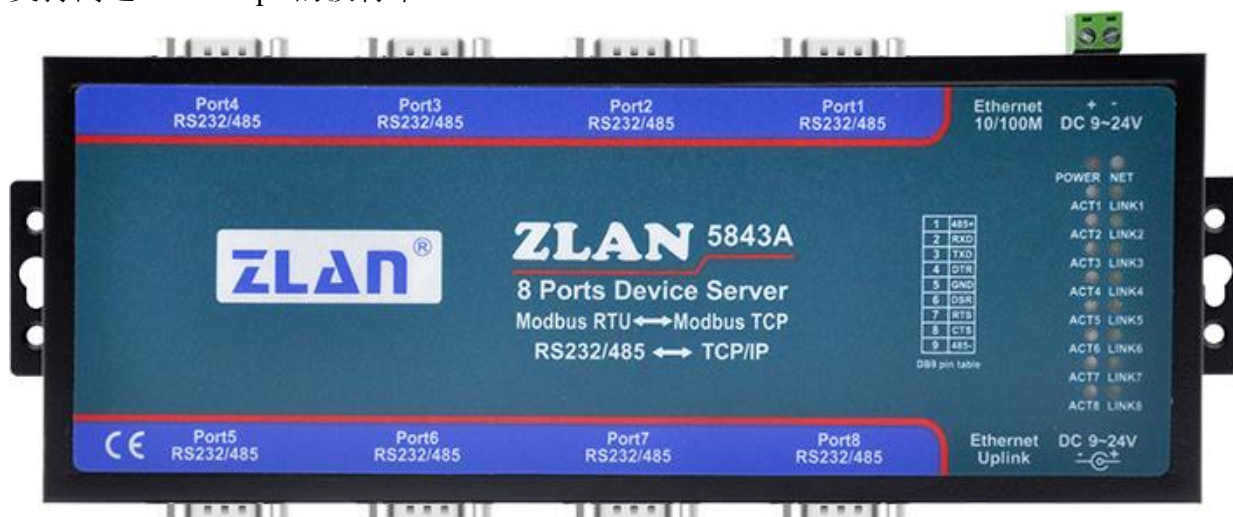 Port4 Port3 Port2 Port1 Ethernet + -
RS232/485 RS232/485 RS232/485 RS232/485 10/100M DC 9~24V
POWER NET
ACT1 LINK1
ACT2 LINK2
ACT3 LINK3
ACT4 LINK4
ACT5 LINK5
ACT6 LINK6
ACT7 LINK7
ACT8 LINK8
ZLAN®
ZLAN 5843A
8 Ports Device Server
Modbus RTU⟷Modbus TCP
RS232/485 ⟷ TCP/IP
1 485+
2 RXD
3 TXD
4 DTR
5 GND
6 DSR
7 RTS
8 CTS
9 485-
DB9 pin table
CE Port5 Port6 Port7 Port8 Ethernet DC 9~24V
RS232/485 RS232/485 RS232/485 RS232/485 Uplink - +